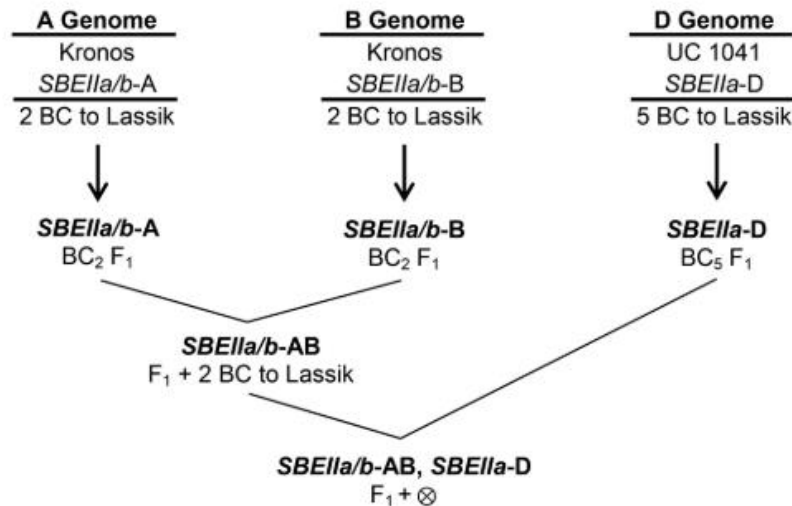 A Genome B Genome D Genome
Kronos Kronos UC 1041
SBEIIa/b-A SBEIIa/b-B SBEIIa-D
2 BC to Lassik 2 BC to Lassik 5 BC to Lassik
SBEIIa/b-A SBEIIa/b-B SBEIIa-D
BC₂ F₁ BC₂ F₁ BC₅ F₁
SBEIIa/b-AB
F₁ + 2 BC to Lassik
SBEIIa/b-AB, SBEIIa-D
F₁ + ⊗